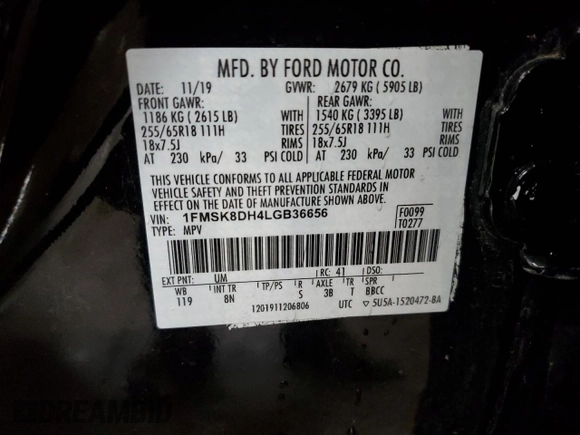 MFD. BY FORD MOTOR CO.
DATE: 11/19 GVWR: 2679 KG ( 5905 LB)
FRONT GAWR: REAR GAWR:
1186 KG ( 2615 LB) WITH 1540 KG ( 3395 LB) WITH
255/65R18 111H TIRES 255/65R18 111H TIRES
18x7.5J RIMS 18x7.5J RIMS
AT 230 kPa/ 33 PSI COLD AT 230 kPa/ 33 PSI COLD
THIS VEHICLE CONFORMS TO ALL APPLICABLE FEDERAL MOTOR
VEHICLE SAFETY AND THEFT PREVENTION STANDARDS IN
EFFECT ON THE DATE OF MANUFACTURE SHOWN ABOVE.
VIN: 1FMSK8DH4LGB36656 F0099
TYPE: MPV T0277
EXT PNT: UM RC: 41 DSO:
WB INT TR TP/PS R AXLE TR SPR
119 8N S 3B BBCC
1201911206806 UTC ▽ 5U5A-1520472-BA
DREAMBID